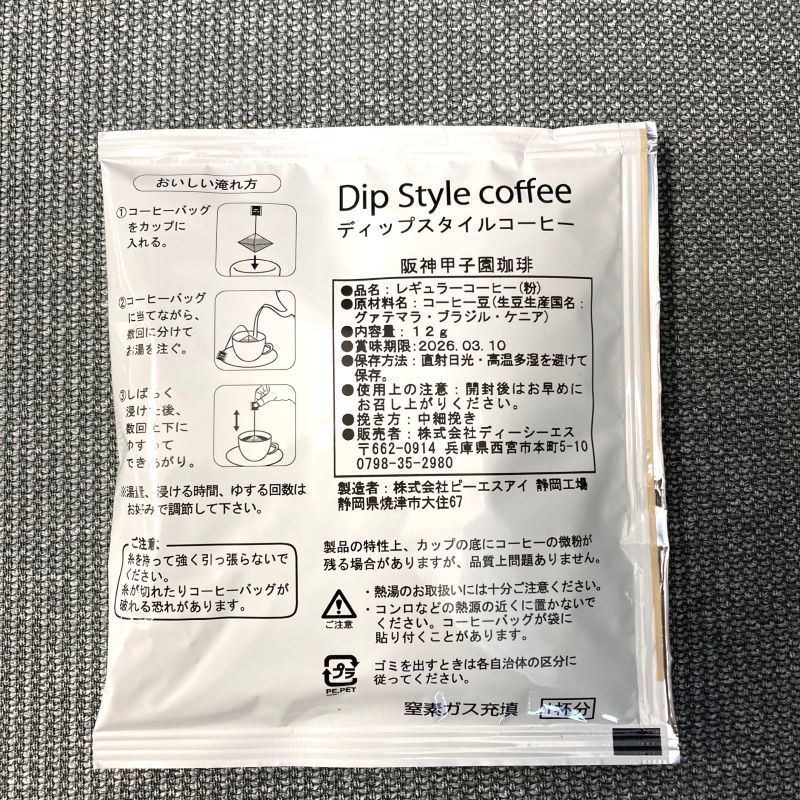 おいしい淹れ方
①コーヒーバッグ
をカップに
入れる。
②コーヒーバッグ
に当てながら、
数回に分けて
お湯を注ぐ。
③しばらく
浸けた後、
数回上下に
ゆすって
できあがり。
※湯温、浸ける時間、ゆする回数は
お好みで調節して下さい。
ご注意:
糸を持って強く引っ張らないで
ください。
糸が切れたりコーヒーバッグが
破れる恐れがあります。
Dip Style coffee
ディップスタイルコーヒー
阪神甲子園珈琲
●品名:レギュラーコーヒー(粉)
●原材料名:コーヒー豆(生豆生産国名:
グァテマラ・ブラジル・ケニア)
●内容量:12g
●賞味期限:2026.03.10
●保存方法:直射日光・高温多湿を避けて
保存。
●使用上の注意:開封後はお早めに
お召し上がりください。
●挽き方:中細挽き
●販売者:株式会社ディーシーエス
〒662-0914 兵庫県西宮市本町5-10
0798-35-2980
製造者:株式会社ピーエスアイ 静岡工場
静岡県焼津市大住67
製品の特性上、カップの底にコーヒーの微粉が
残る場合がありますが、品質上問題ありません。
ご注意
・熱湯のお取扱いには十分ご注意ください。
・コンロなどの熱源の近くに置かないで
ください。コーヒーバッグが袋に
貼り付くことがあります。
プラ
PE,PET
ゴミを出すときは各自治体の区分に
従ってください。
窒素ガス充填 1杯分